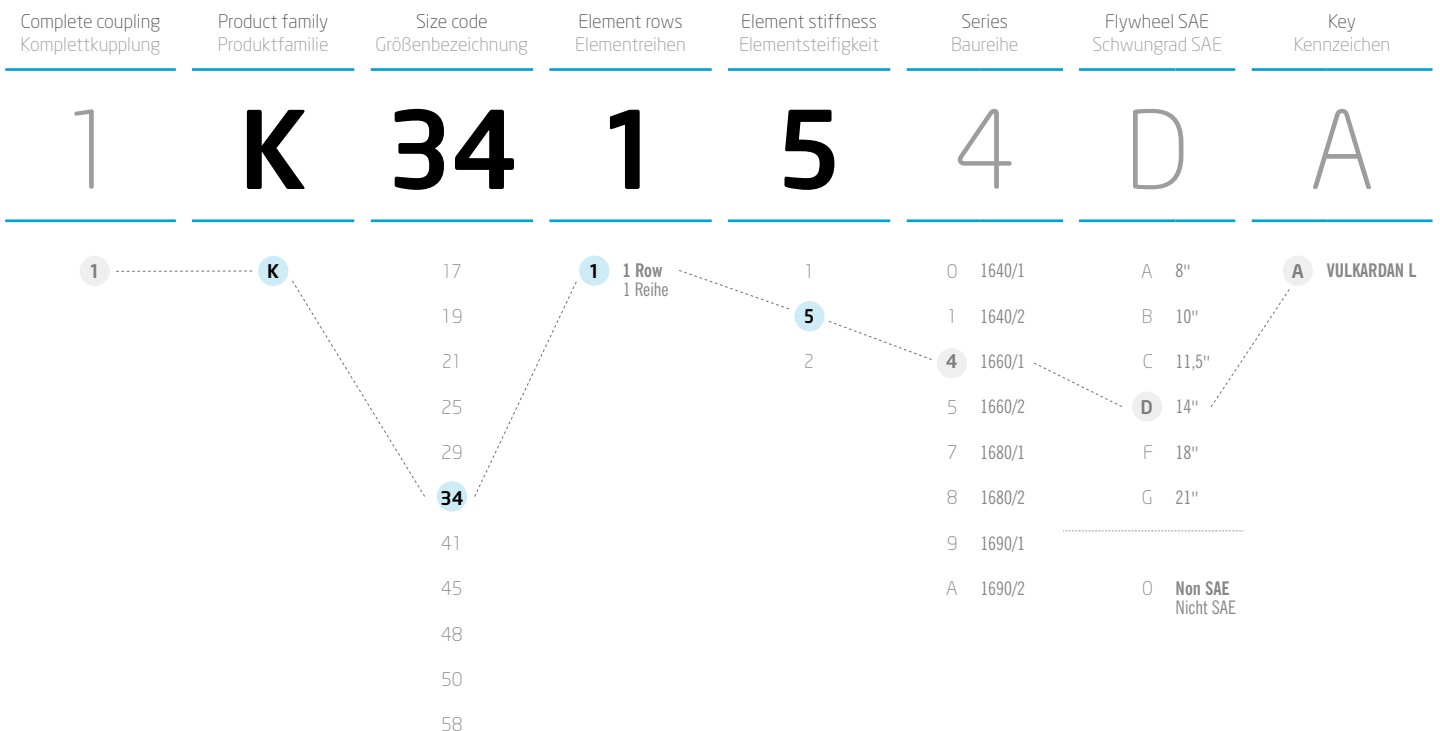 Complete coupling Product family Size code Element rows Element stiffness Series Flywheel SAE Key
Komplettkupplung Produktfamilie Größenbezeichnung Elementreihen Elementsteifigkeit Baureihe Schwungrad SAE Kennzeichen
1 K 34 1 5 4 D A
1 K 17 1 1 Row 1 0 1640/1 A 8" A VULKARDAN L
1 Reihe
19 5 1 1640/2 B 10"
21 2 4 1660/1 C 11,5"
25 5 1660/2 D 14"
29 7 1680/1 F 18"
34 8 1680/2 G 21"
41 9 1690/1
45 A 1690/2 0 Non SAE
Nicht SAE
48
50
58